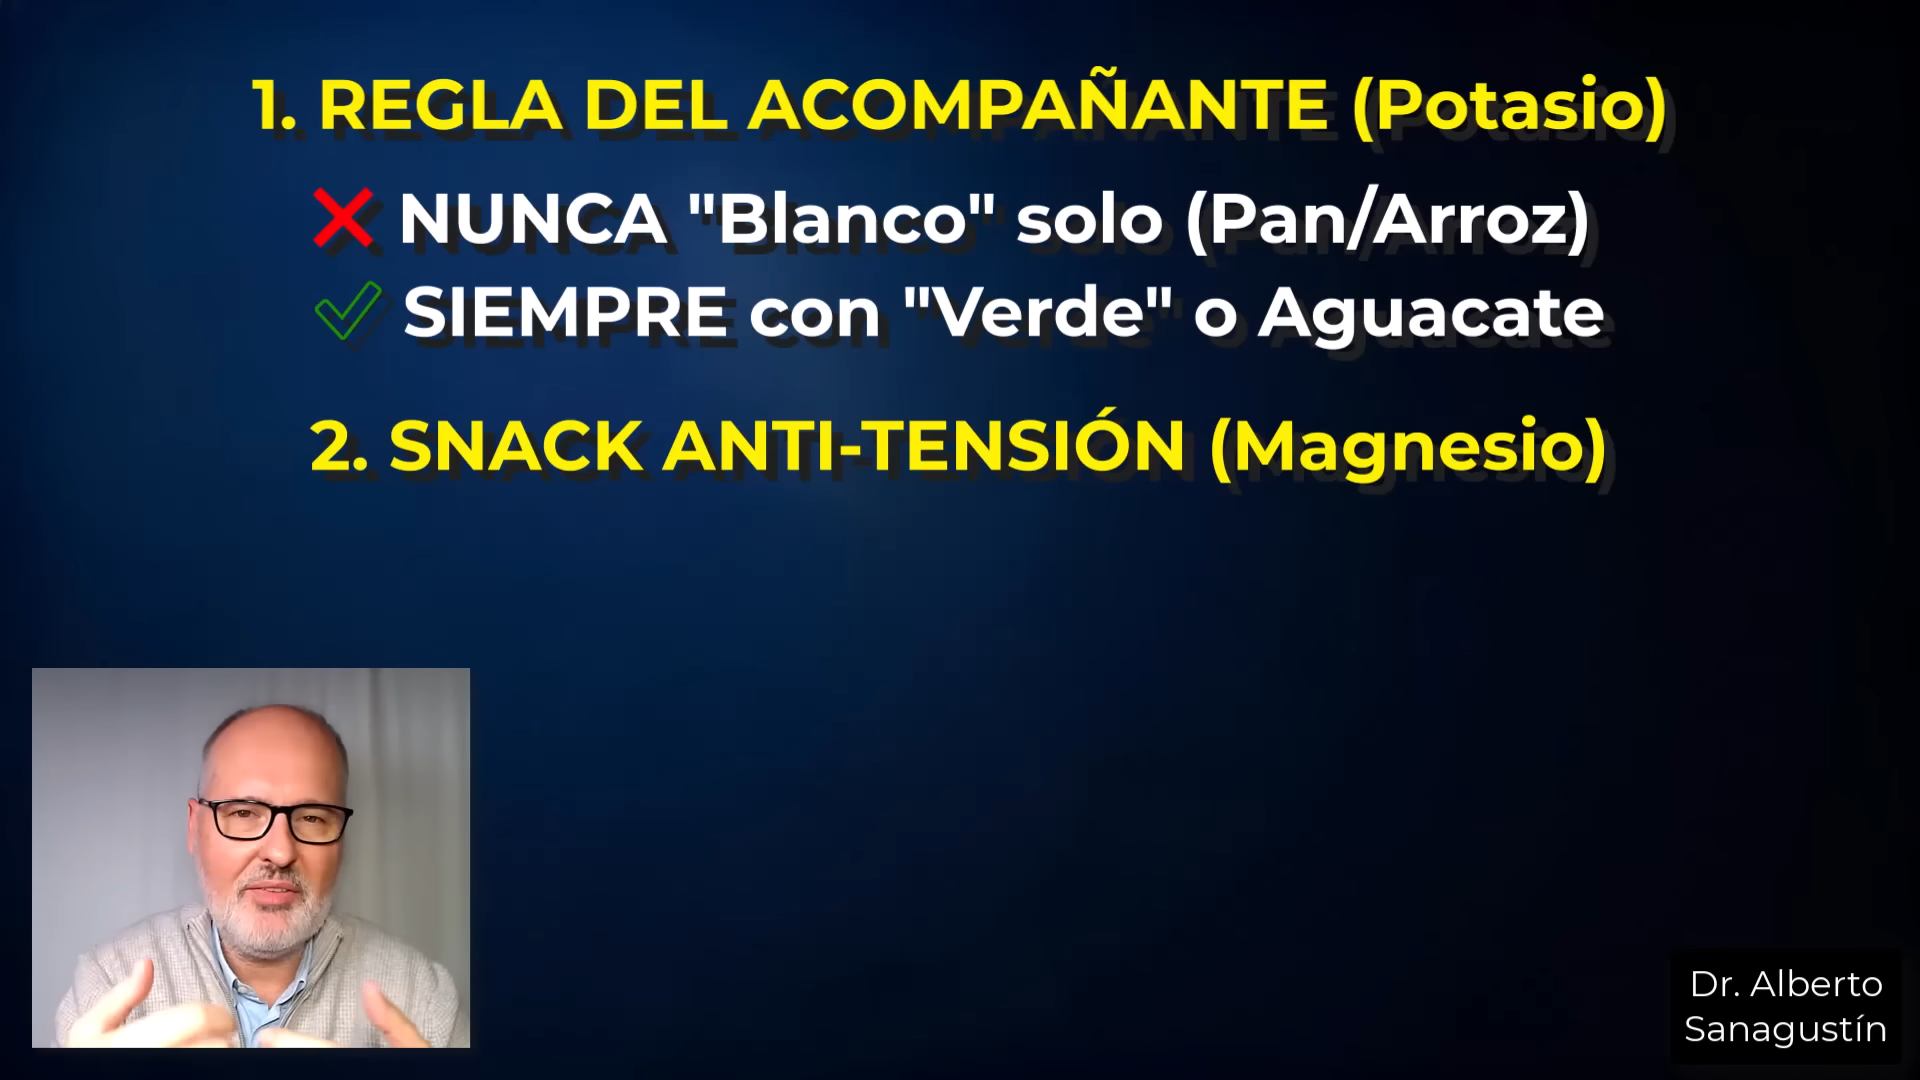 1. REGLA DEL ACOMPAÑANTE (Potasio)
❌ NUNCA "Blanco" solo (Pan/Arroz)
✅ SIEMPRE con "Verde" o Aguacate
2. SNACK ANTI-TENSIÓN (Magnesio)
Dr. Alberto
Sanagustín